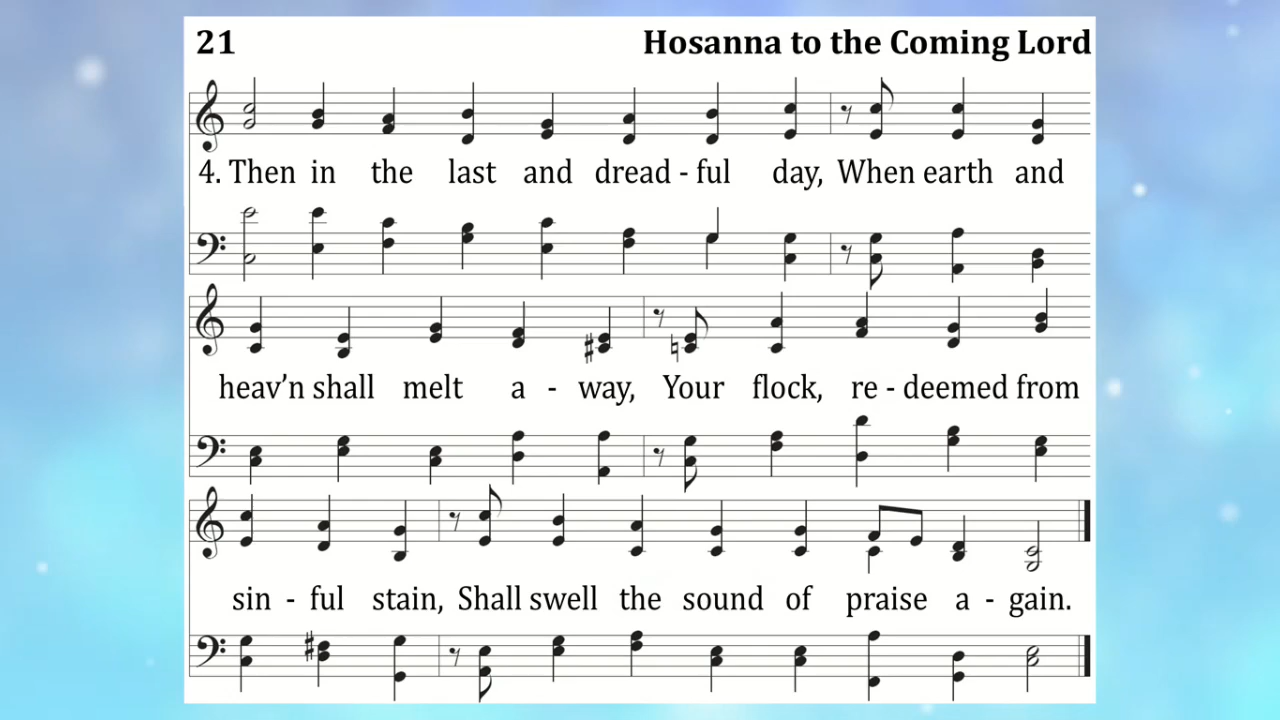 21 Hosanna to the Coming Lord
4. Then in the last and dread - ful day, When earth and
heav’n shall melt a - way, Your flock, re - deemed from
sin - ful stain, Shall swell the sound of praise a - gain.